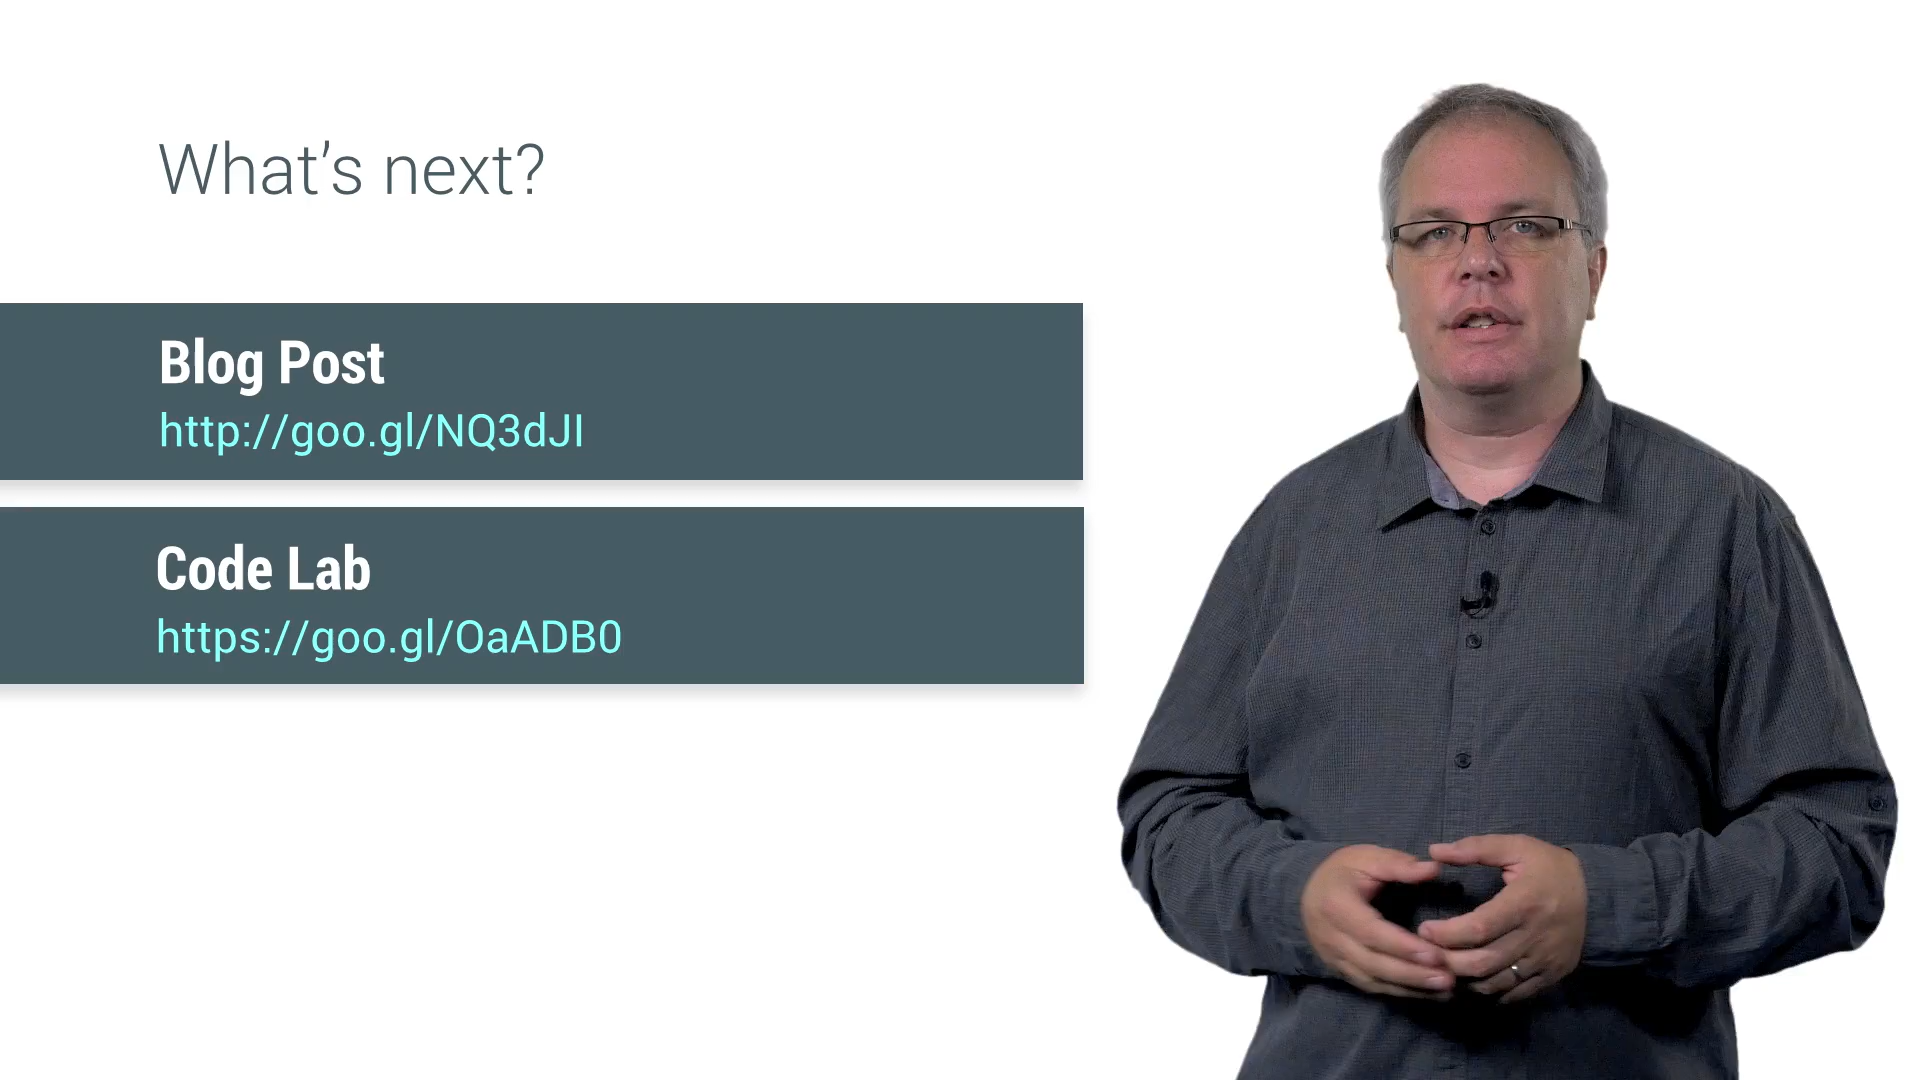 What’s next?
Blog Post
http://goo.gl/NQ3dJI
Code Lab
https://goo.gl/OaADB0